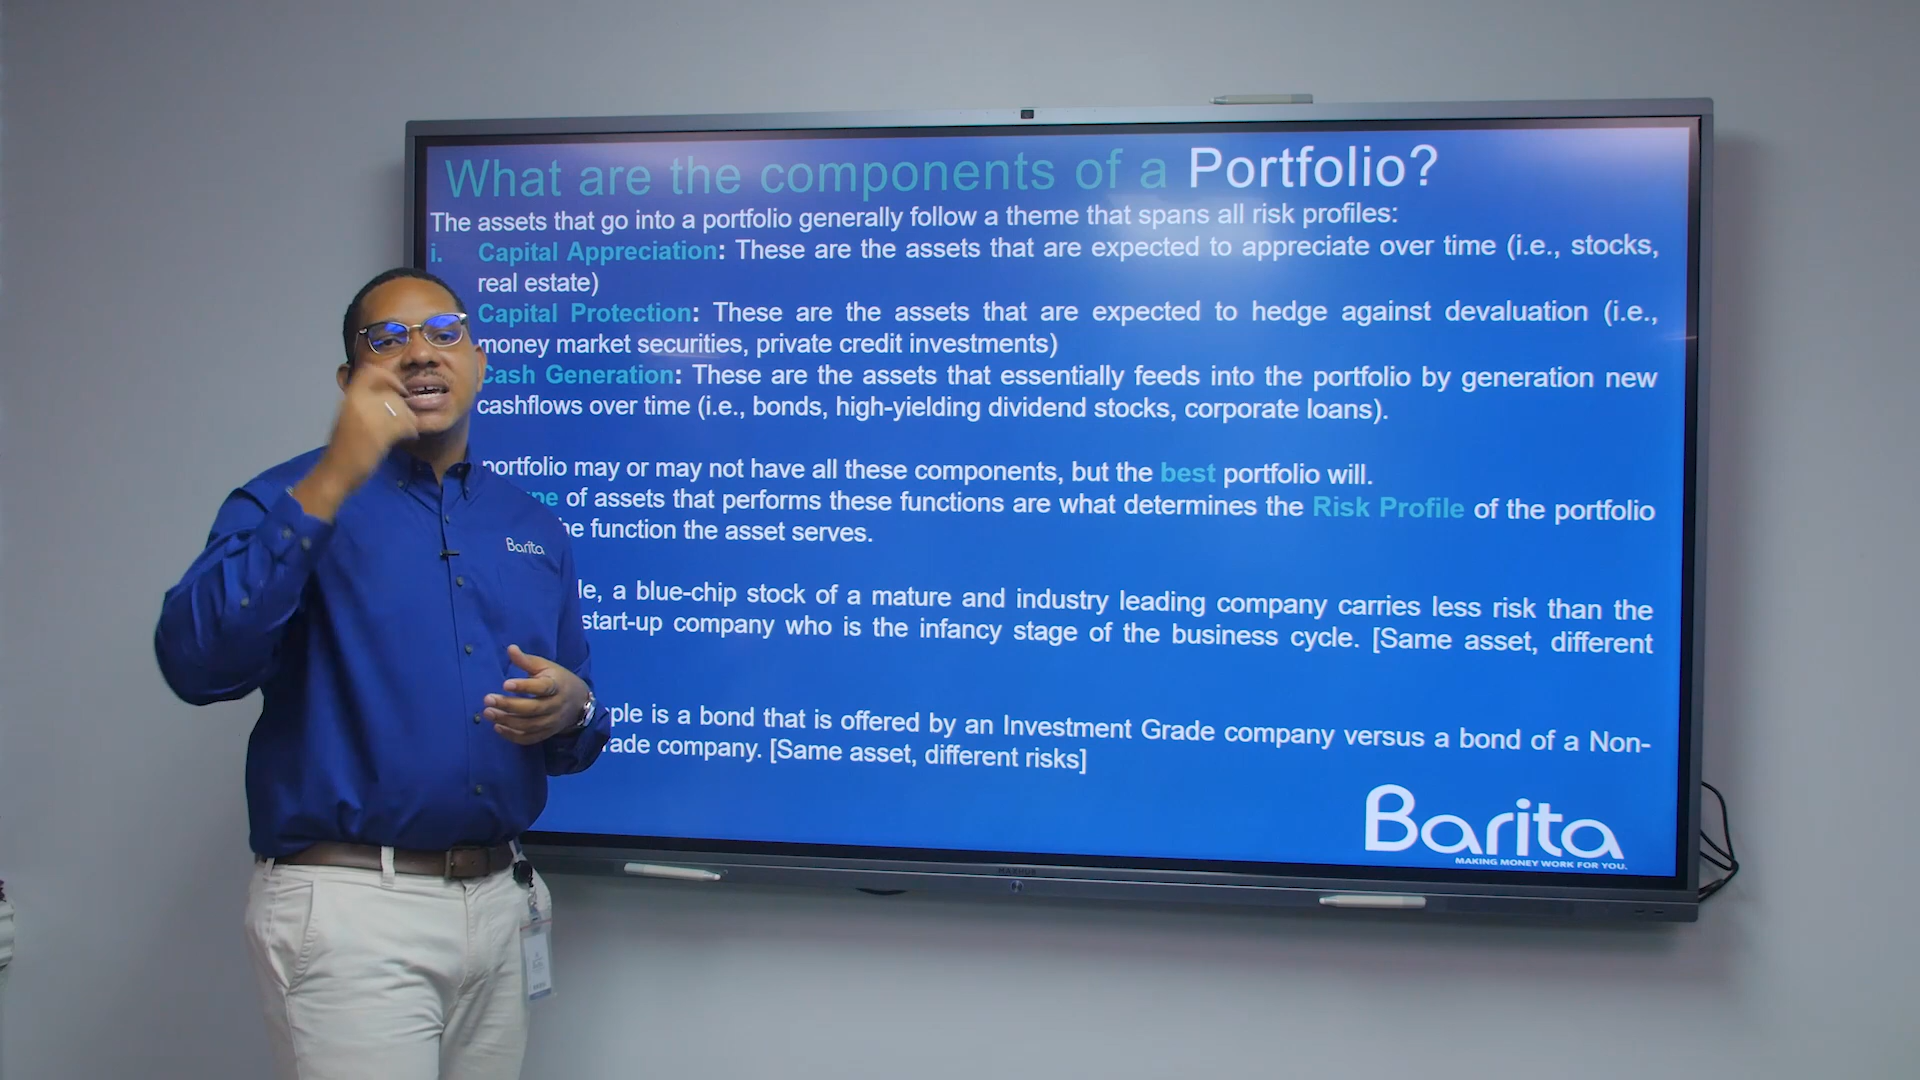 What are the components of a Portfolio?
The assets that go into a portfolio generally follow a theme that spans all risk profiles:
i. Capital Appreciation: These are the assets that are expected to appreciate over time (i.e., stocks,
real estate)
Capital Protection: These are the assets that are expected to hedge against devaluation (i.e.,
money market securities, private credit investments)
Cash Generation: These are the assets that essentially feeds into the portfolio by generation new
cashflows over time (i.e., bonds, high-yielding dividend stocks, corporate loans).
portfolio may or may not have all these components, but the best portfolio will.
of assets that performs these functions are what determines the Risk Profile of the portfolio
function the asset serves.
a blue-chip stock of a mature and industry leading company carries less risk than the
start-up company who is the infancy stage of the business cycle. [Same asset, different
is a bond that is offered by an Investment Grade company versus a bond of a Non-
company. [Same asset, different risks]
Barita
MAKING MONEY WORK FOR YOU.
Barita
MAXHUB